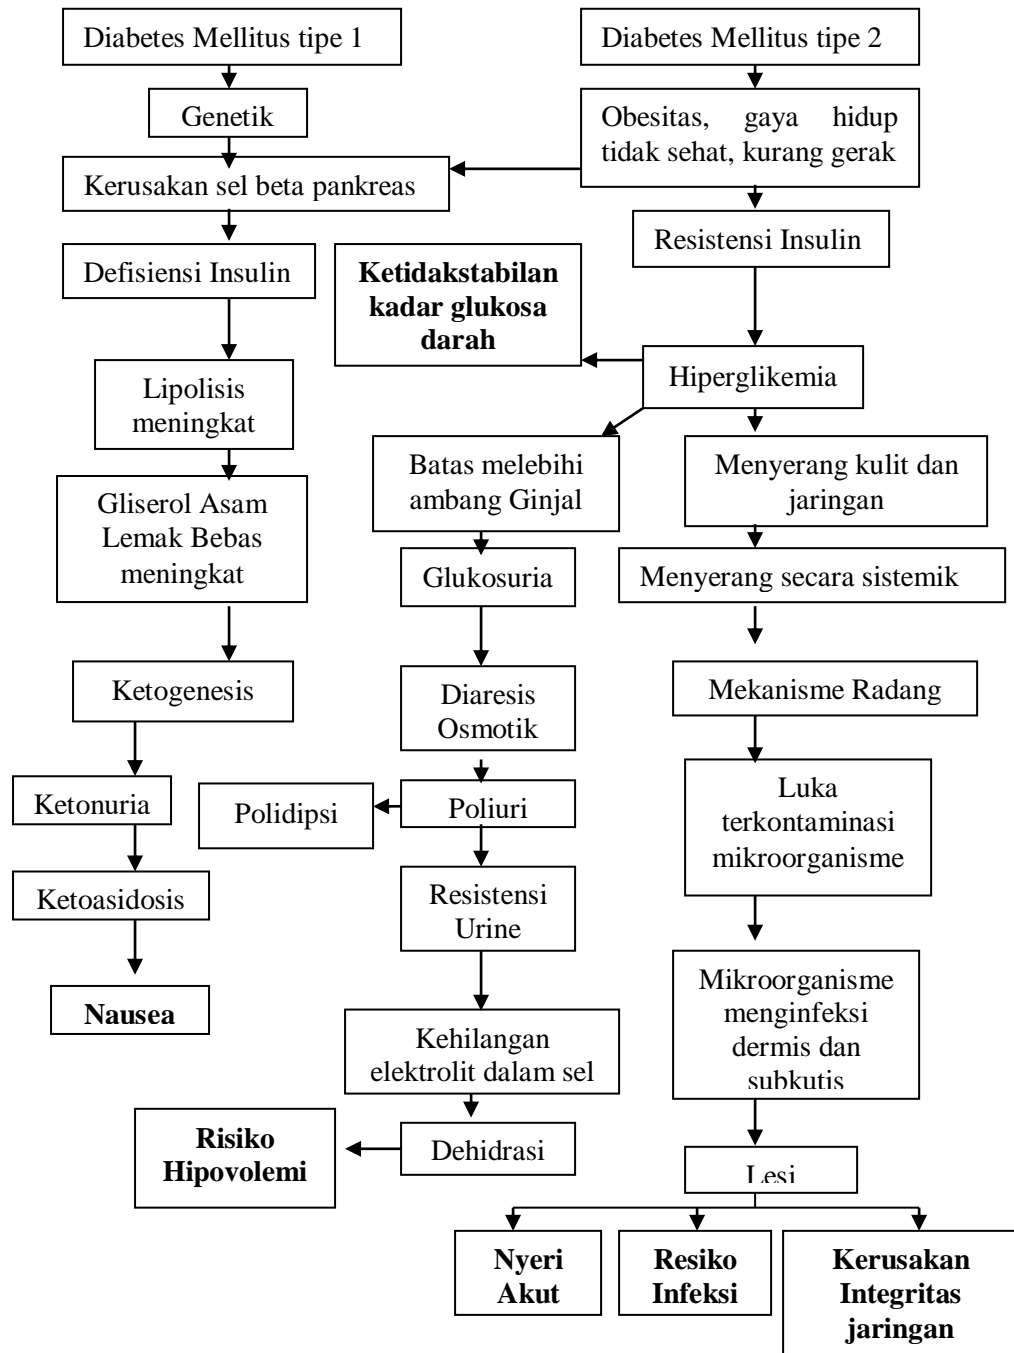 Diabetes Mellitus tipe 1
Diabetes Mellitus tipe 2
Genetik
Obesitas, gaya hidup
tidak sehat, kurang gerak
Kerusakan sel beta pankreas
Resistensi Insulin
Defisiensi Insulin
Ketidakstabilan
kadar glukosa
darah
Hiperglikemia
Lipolisis
meningkat
Batas melebihi
ambang Ginjal
Menyerang kulit dan
jaringan
Gliserol Asam
Lemak Bebas
meningkat
Glukosuria
Menyerang secara sistemik
Ketogenesis
Diaresis
Osmotik
Mekanisme Radang
Ketonuria
Polidipsi
Poliuri
Luka
terkontaminasi
mikroorganisme
Ketoasidosis
Resistensi
Urine
Nausea
Mikroorganisme
menginfeksi
dermis dan
subkutis
Kehilangan
elektrolit dalam sel
Risiko
Hipovolemi
Dehidrasi
Lesi
Nyeri
Akut
Resiko
Infeksi
Kerusakan
Integritas
jaringan